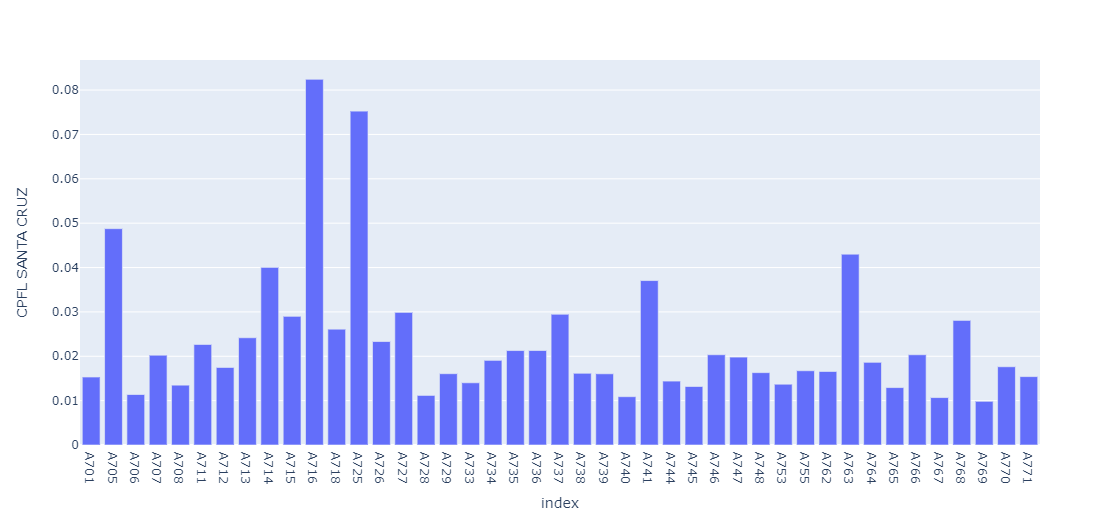 CPFL SANTA CRUZ
0.08
0.07
0.06
0.05
0.04
0.03
0.02
0.01
0
A701
A705
A706
A707
A708
A711
A712
A713
A714
A715
A716
A718
A725
A726
A727
A728
A729
A733
A734
A735
A736
A737
A738
A739
A740
A741
A744
A745
A746
A747
A748
A753
A755
A762
A763
A764
A765
A766
A767
A768
A769
A770
A771
index